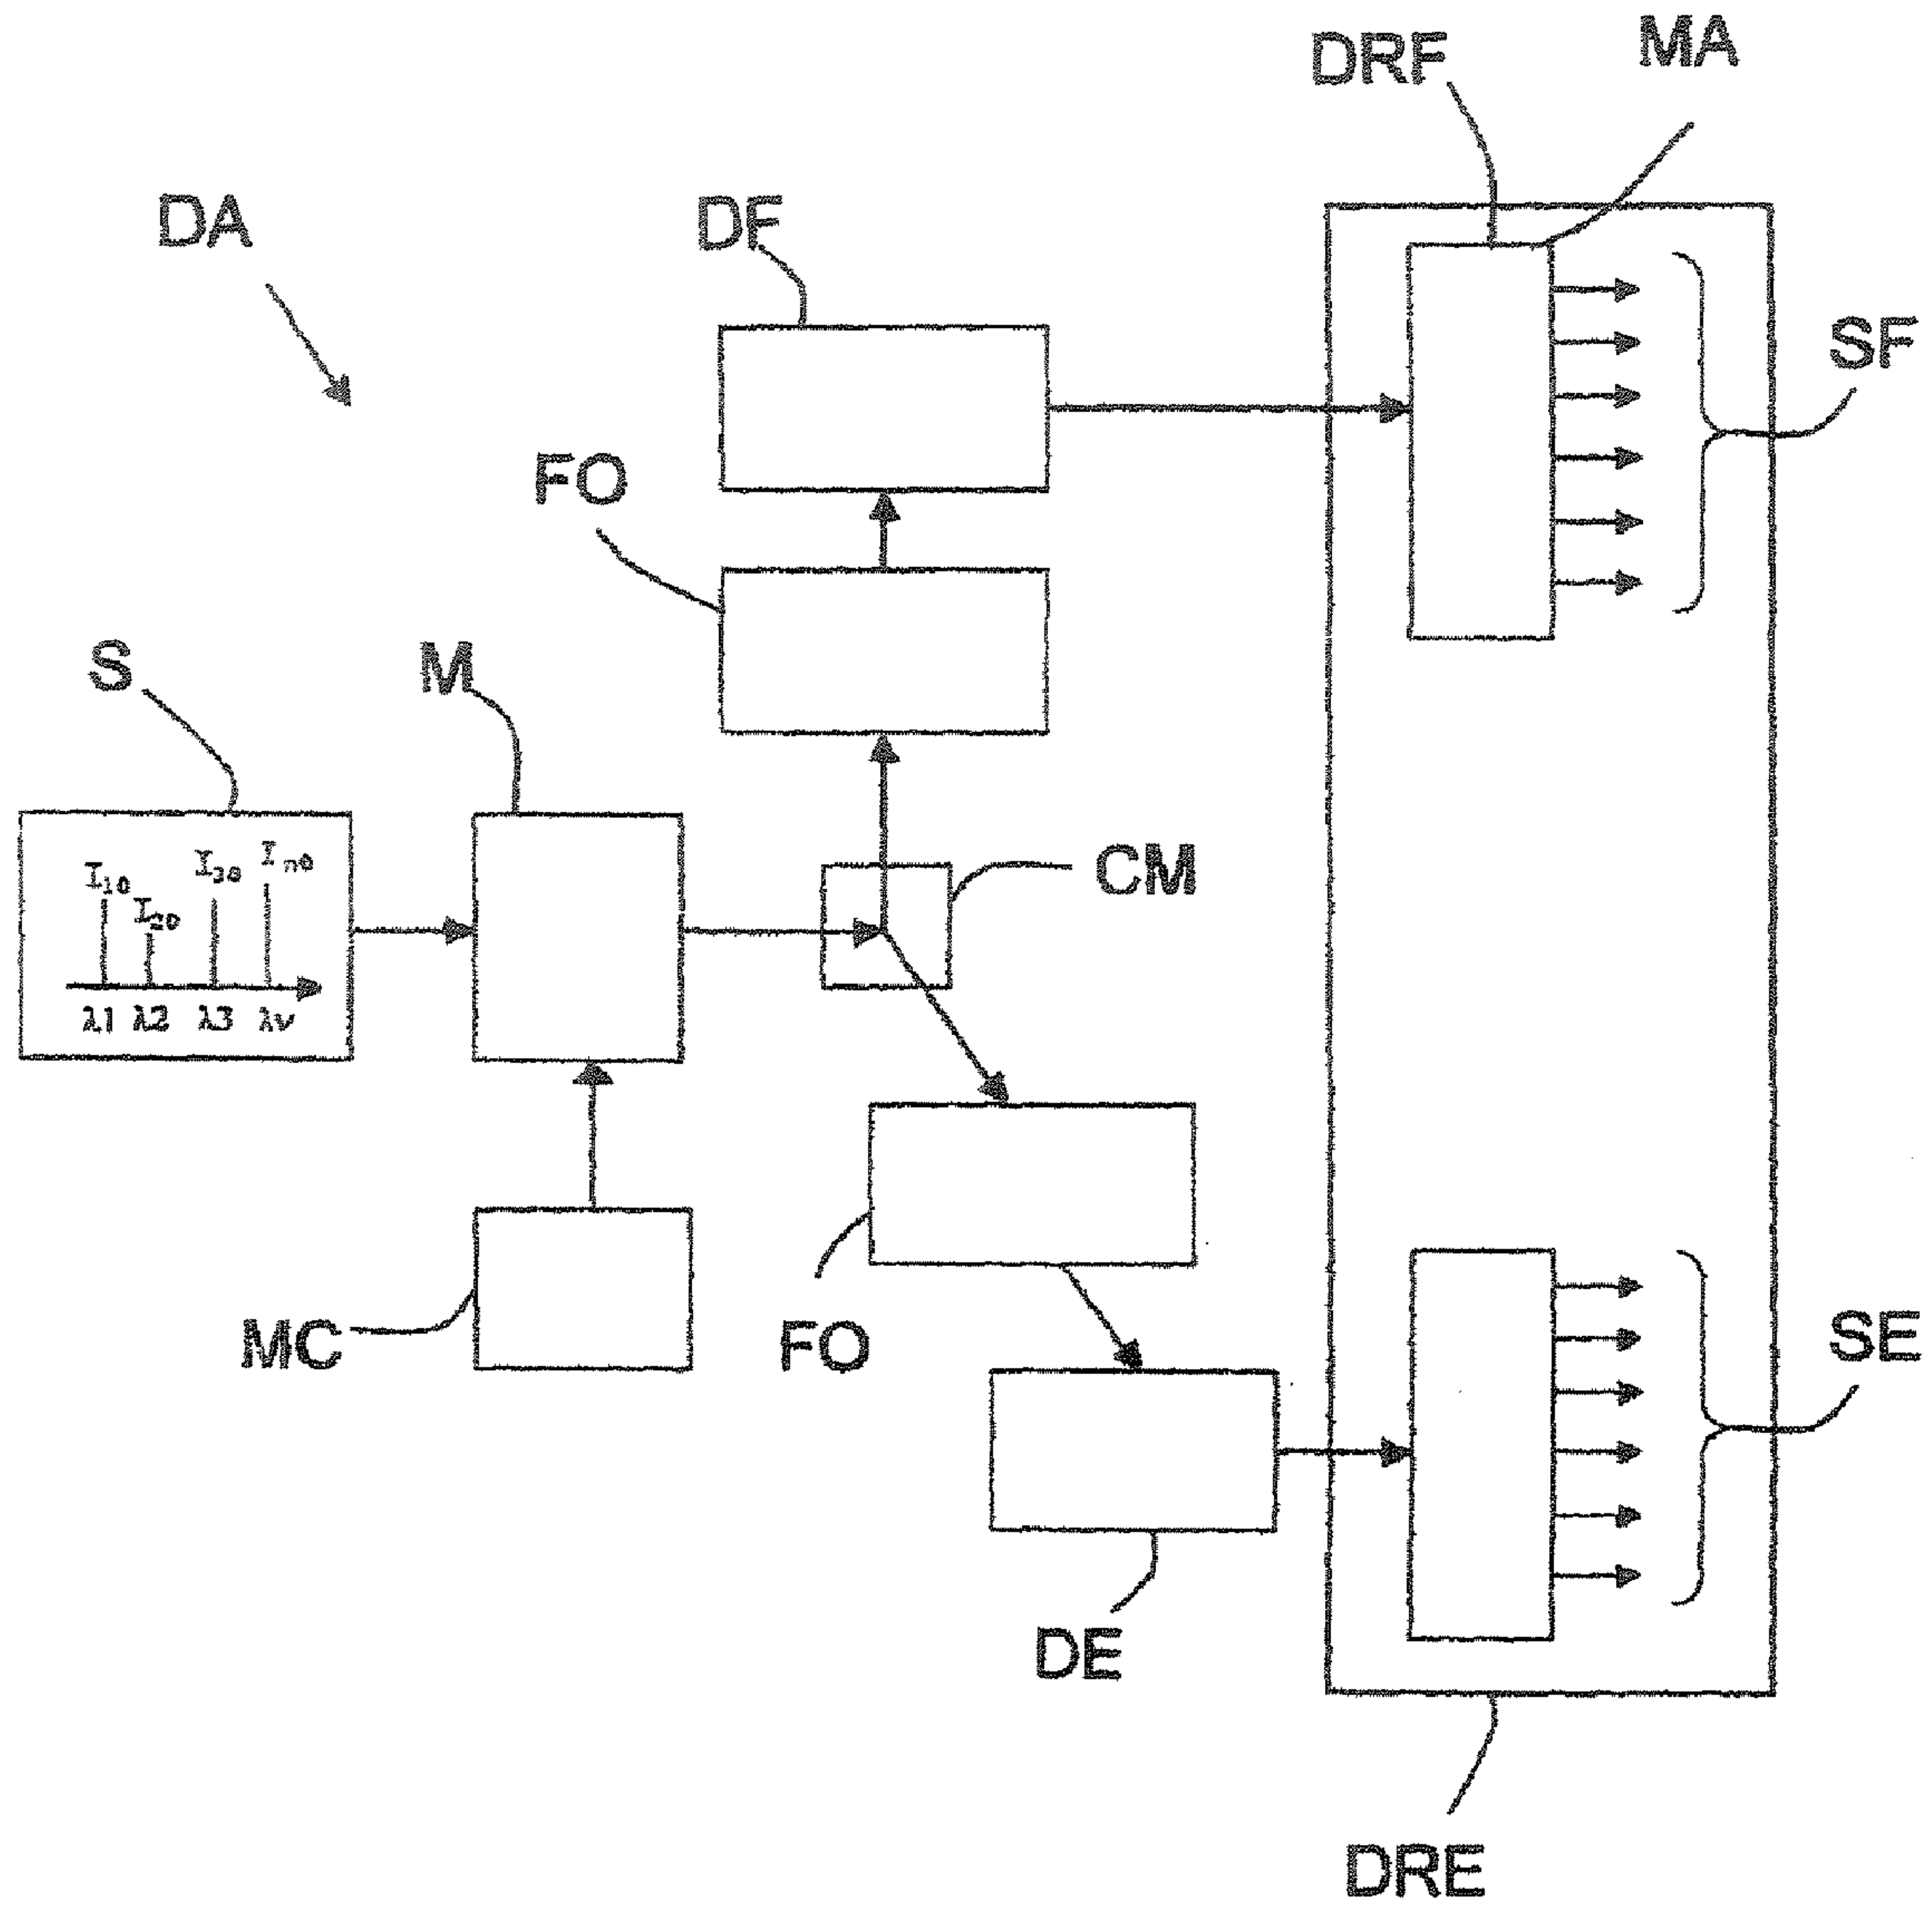 MA
DRF
DA
DF
SF
FO
S
M
I10
I20
I30
In0
CM
λ1 λ2 λ3 λν
MC
FO
SE
DE
DRE